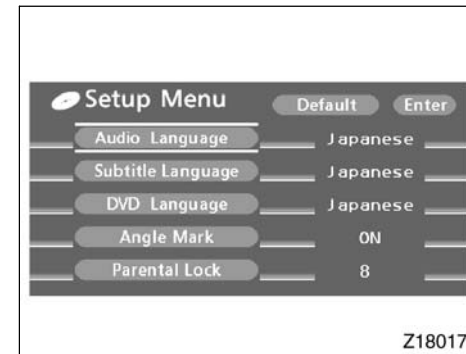 Setup Menu Default Enter
Audio Language Japanese
Subtitle Language Japanese
DVD Language Japanese
Angle Mark ON
Parental Lock 8
Z18017